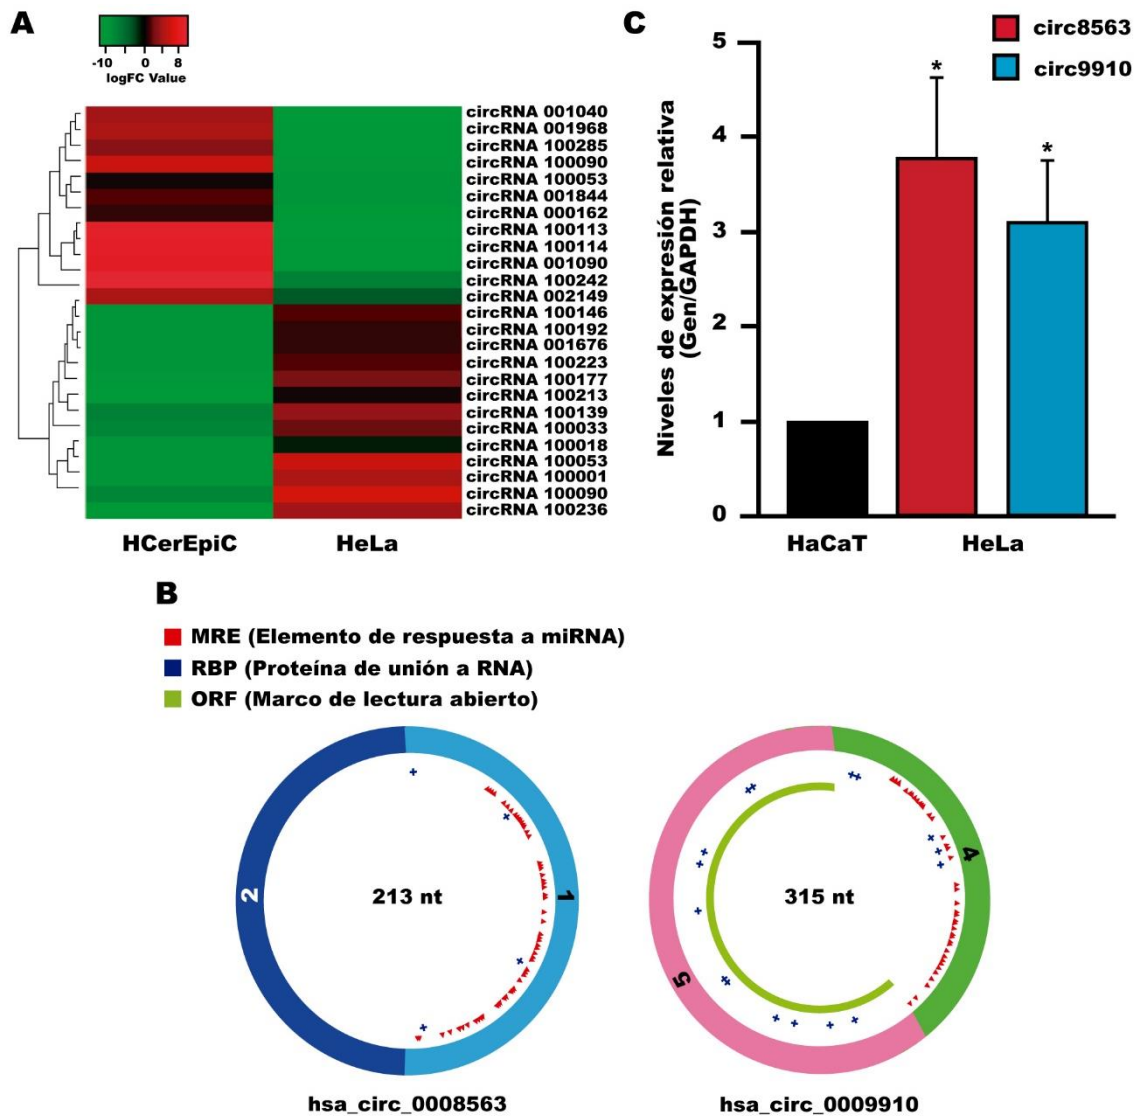 A
-10 0 8
logFC Value
circRNA 001040
circRNA 001968
circRNA 100285
circRNA 100090
circRNA 100053
circRNA 001844
circRNA 000162
circRNA 100113
circRNA 100114
circRNA 001090
circRNA 100242
circRNA 002149
circRNA 100146
circRNA 100192
circRNA 001676
circRNA 100223
circRNA 100177
circRNA 100213
circRNA 100139
circRNA 100033
circRNA 100018
circRNA 100053
circRNA 100001
circRNA 100090
circRNA 100236
HCerEpiC HeLa
C
circ8563
circ9910
Niveles de expresión relativa
(Gen/GAPDH)
5
4
3
2
1
0
* *
HaCaT HeLa
B
MRE (Elemento de respuesta a miRNA)
RBP (Proteína de unión a RNA)
ORF (Marco de lectura abierto)
2 213 nt 1
hsa_circ_0008563
5 315 nt 4
hsa_circ_0009910